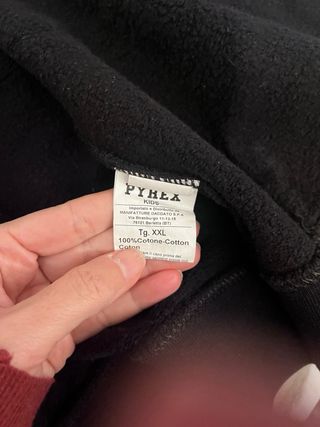 PYREX
KIDS
Importato e Distribuito da
MANIFATTURE DADDATO S.P.A.
Via Strasburgo 11-13-15
76121 Barletta (BT)
Tg. XXL
100%Cotone-Cotton
Coton